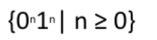 {0ⁿ1ⁿ| n ≥ 0}